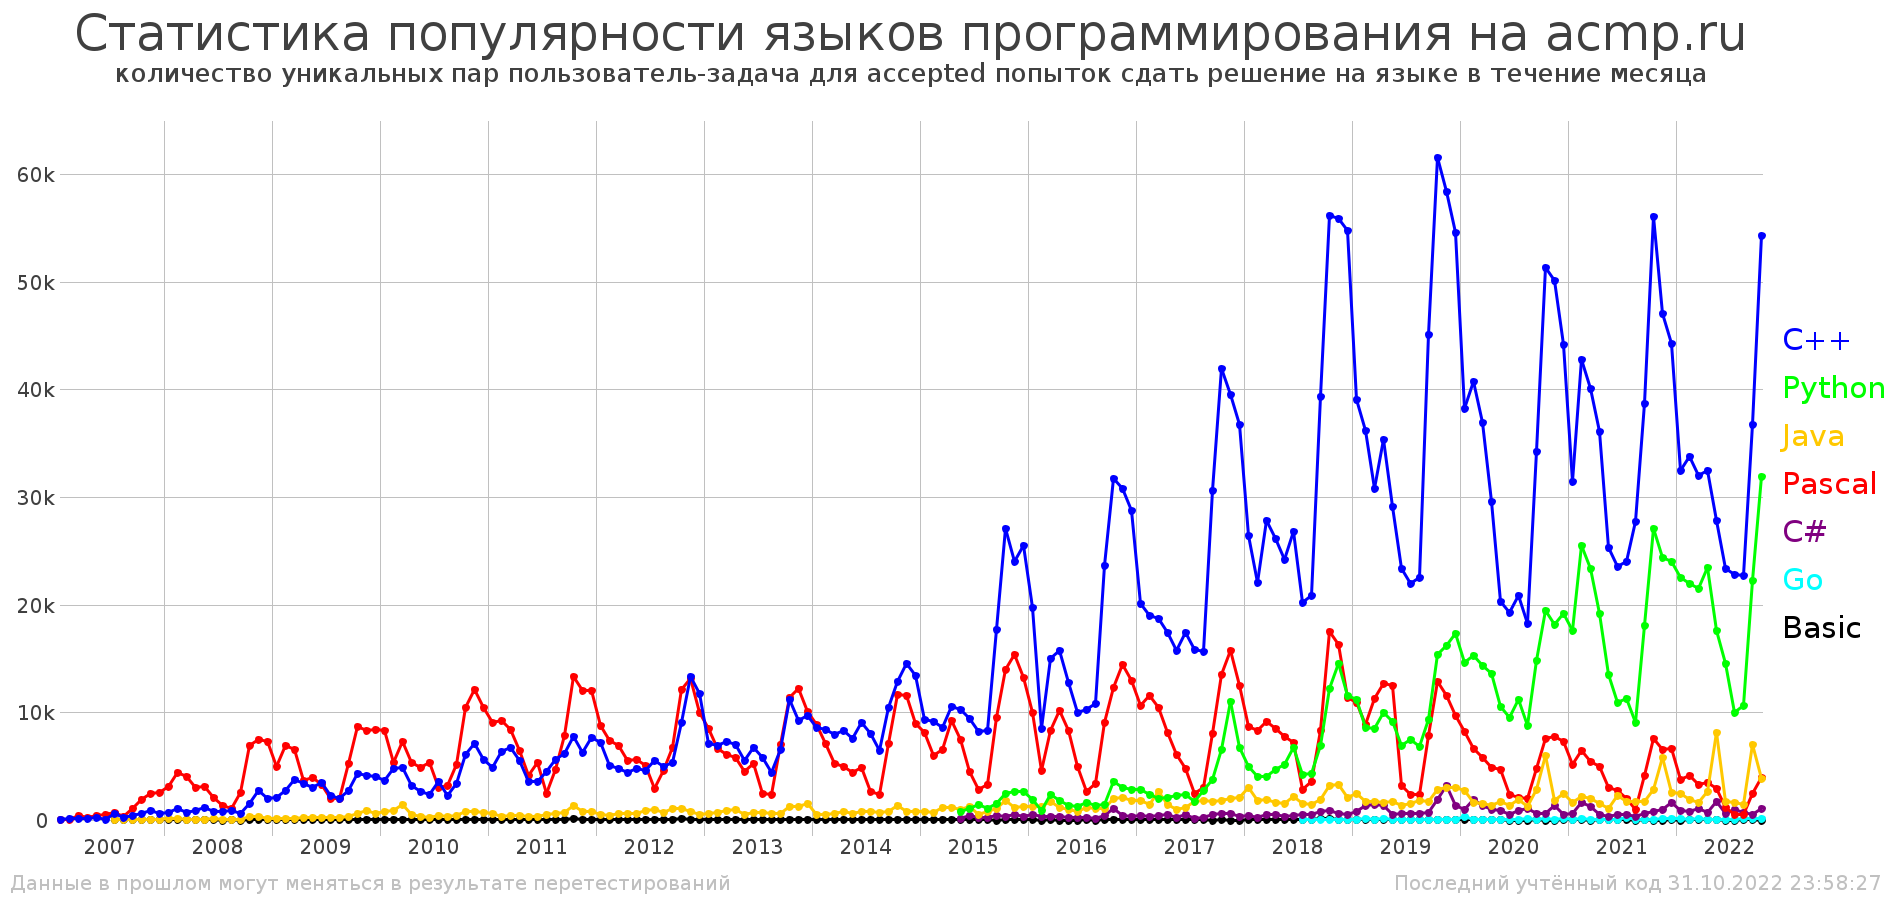 Статистика популярности языков программирования на acmp.ru
количество уникальных пар пользователь-задача для accepted попыток сдать решение на языке в течение месяца
60k
50k
40k
30k
20k
10k
0
2007 2008 2009 2010 2011 2012 2013 2014 2015 2016 2017 2018 2019 2020 2021 2022
C++
Python
Java
Pascal
C#
Go
Basic
Данные в прошлом могут меняться в результате перетестирований
Последний учтённый код 31.10.2022 23:58:27